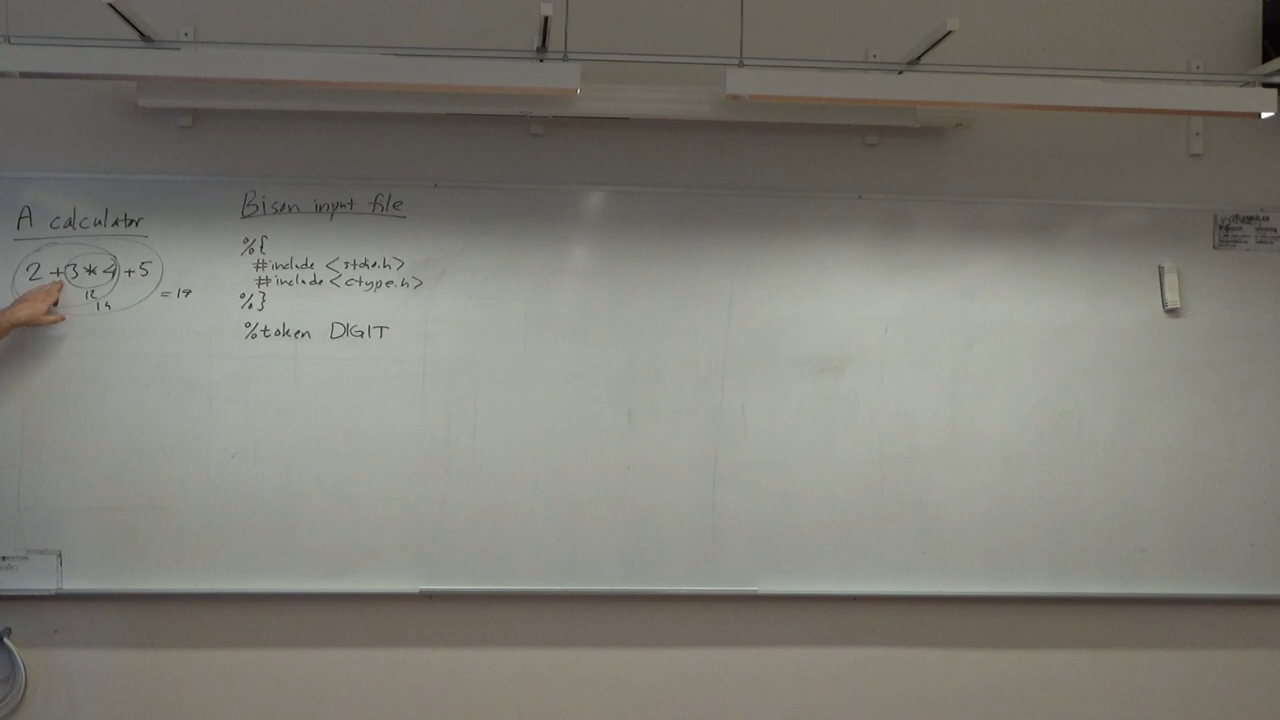 A calculator
2 + 3 * 4 + 5
12
14
= 19
Bison input file
%{
#include <stdio.h>
#include <ctype.h>
%}
%token DIGIT